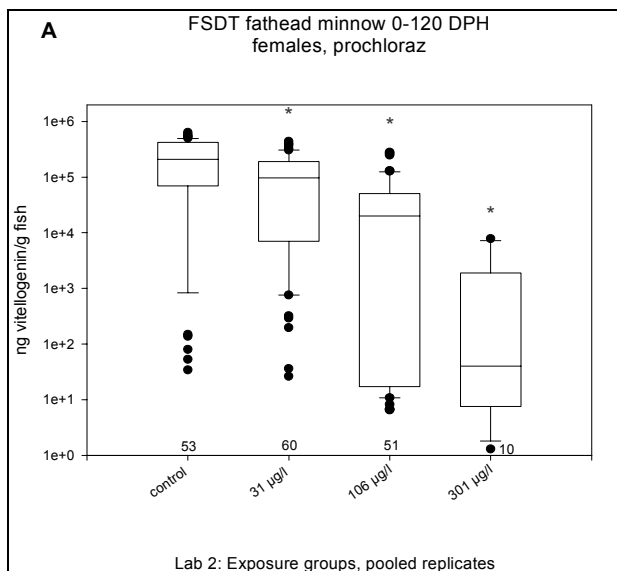 A
FSDT fathead minnow 0-120 DPH
females, prochloraz
ng vitellogenin/g fish
1e+6
1e+5
1e+4
1e+3
1e+2
1e+1
1e+0
* * *
53 60 51 10
control 31 µg/l 106 µg/l 301 µg/l
Lab 2: Exposure groups, pooled replicates